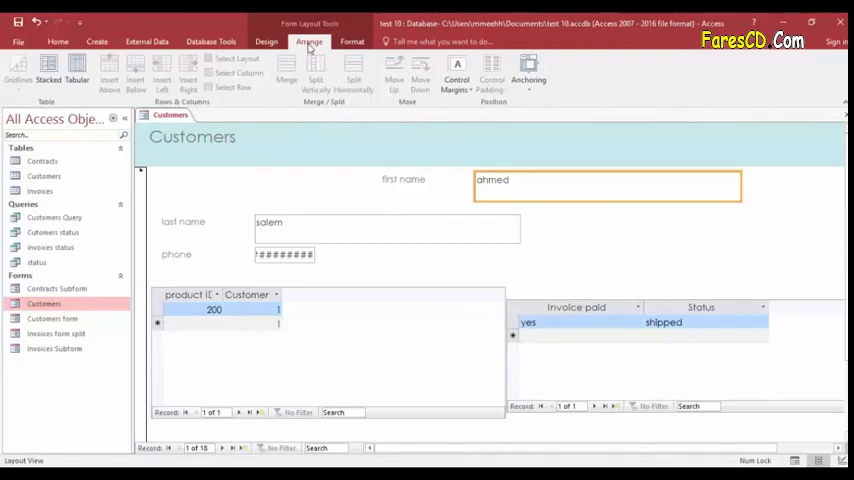 Form Layout Tools
test 10 : Database- C:\Users\mmeehh\Documents\test 10.accdb (Access 2007 - 2016 file format) - Access
File Home Create External Data Database Tools Design Arrange Format Tell me what you want to do... Sign in
FaresCD.Com
Gridlines Stacked Tabular
Table
Insert Above Insert Below Insert Left Insert Right
Select Layout
Select Column
Select Row
Rows & Columns
Merge Split Vertically Split Horizontally
Merge / Split
Move Up Move Down
Move
Control Margins Control Padding Anchoring
Position
All Access Obje...
Search...
Tables
Contracts
Customers
Invoices
Queries
Customers Query
Cutomers status
invoices status
status
Forms
Contracts Subform
Customers
Customers form
Invoices form split
Invoices Subform
Customers
Customers
first name ahmed
last name salem
phone #########
product ID Customer
200 1
1
Record: 1 of 1 No Filter Search
Invoice paid Status
yes shipped
Record: 1 of 1 No Filter Search
Record: 1 of 18 No Filter Search
Layout View Num Lock